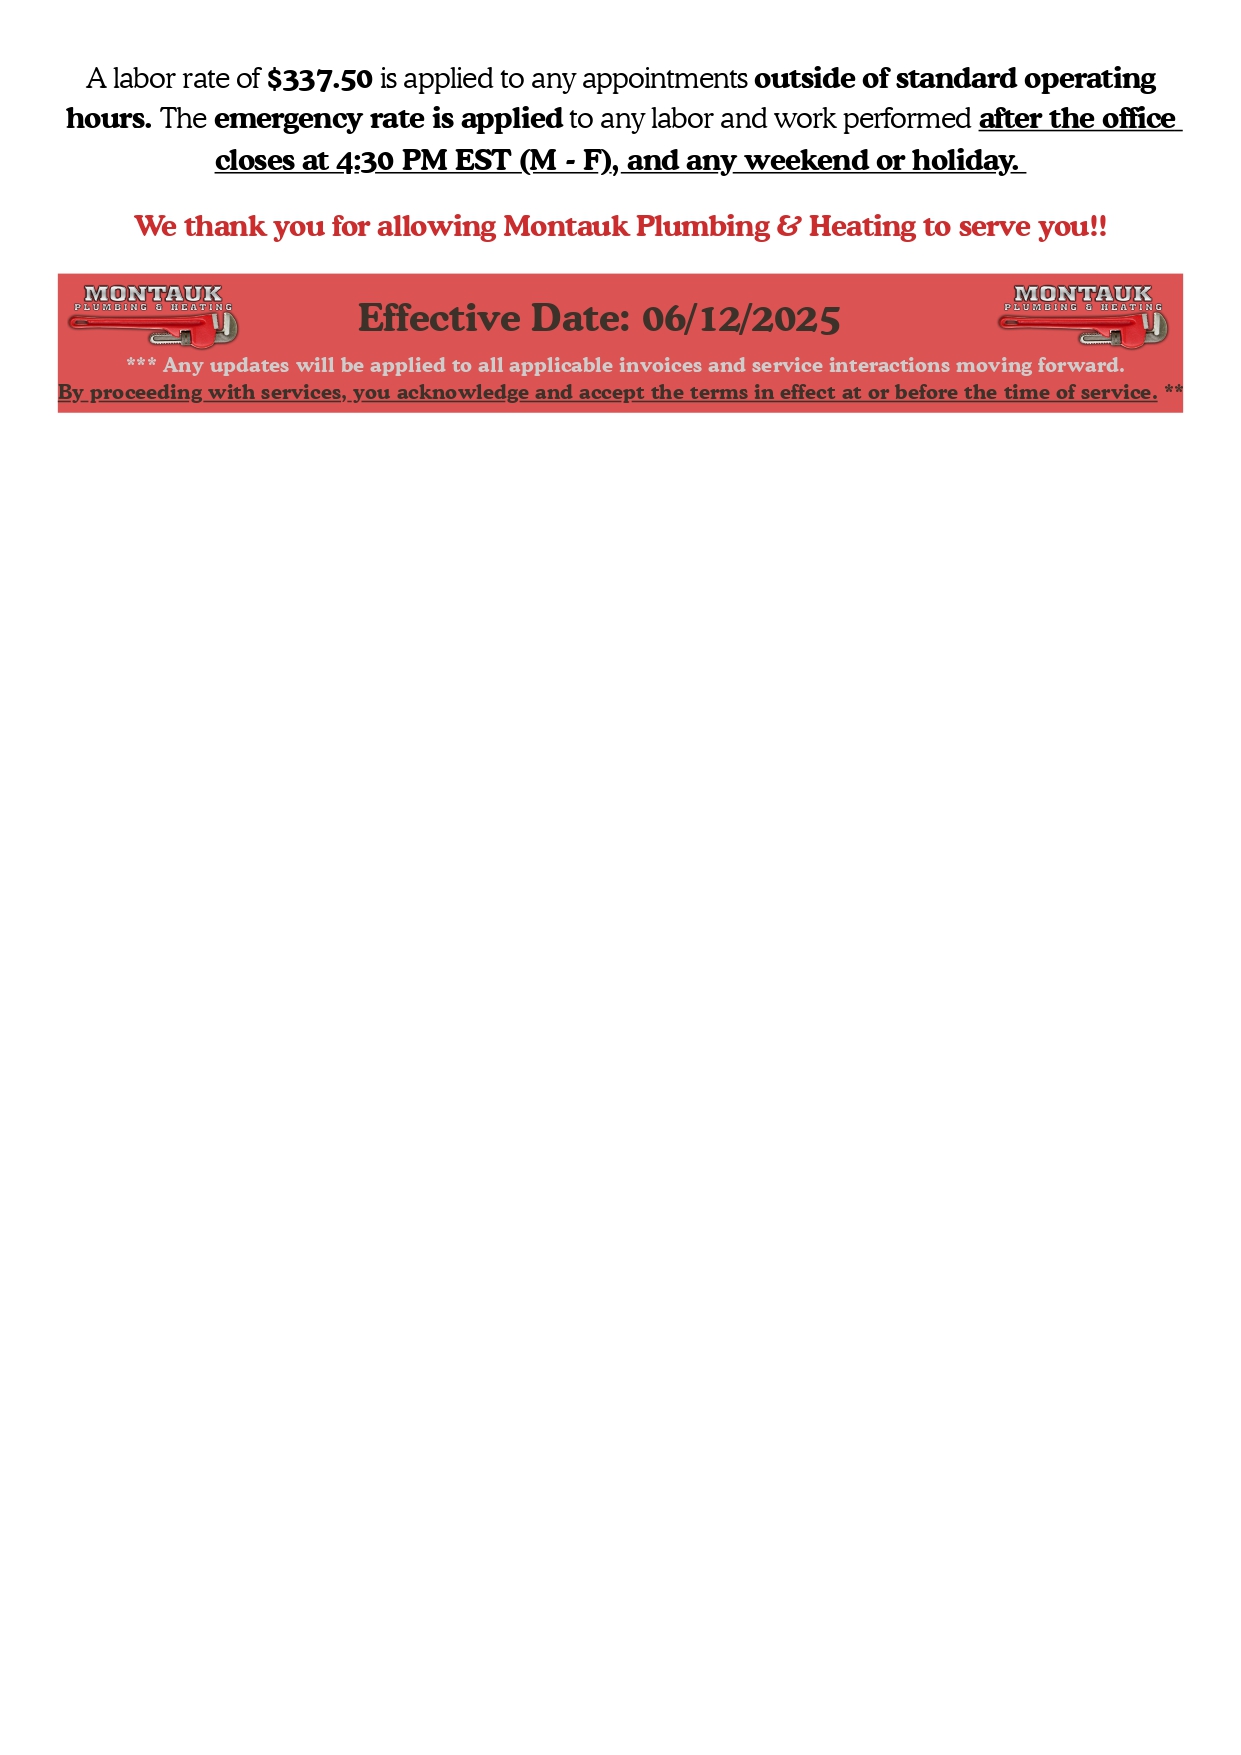 A labor rate of $337.50 is applied to any appointments outside of standard operating
hours. The emergency rate is applied to any labor and work performed after the office
closes at 4:30 PM EST (M - F), and any weekend or holiday.
We thank you for allowing Montauk Plumbing & Heating to serve you!!
MONTAUK
PLUMBING & HEATING
Effective Date: 06/12/2025
MONTAUK
PLUMBING & HEATING
*** Any updates will be applied to all applicable invoices and service interactions moving forward.
By proceeding with services, you acknowledge and accept the terms in effect at or before the time of service. **